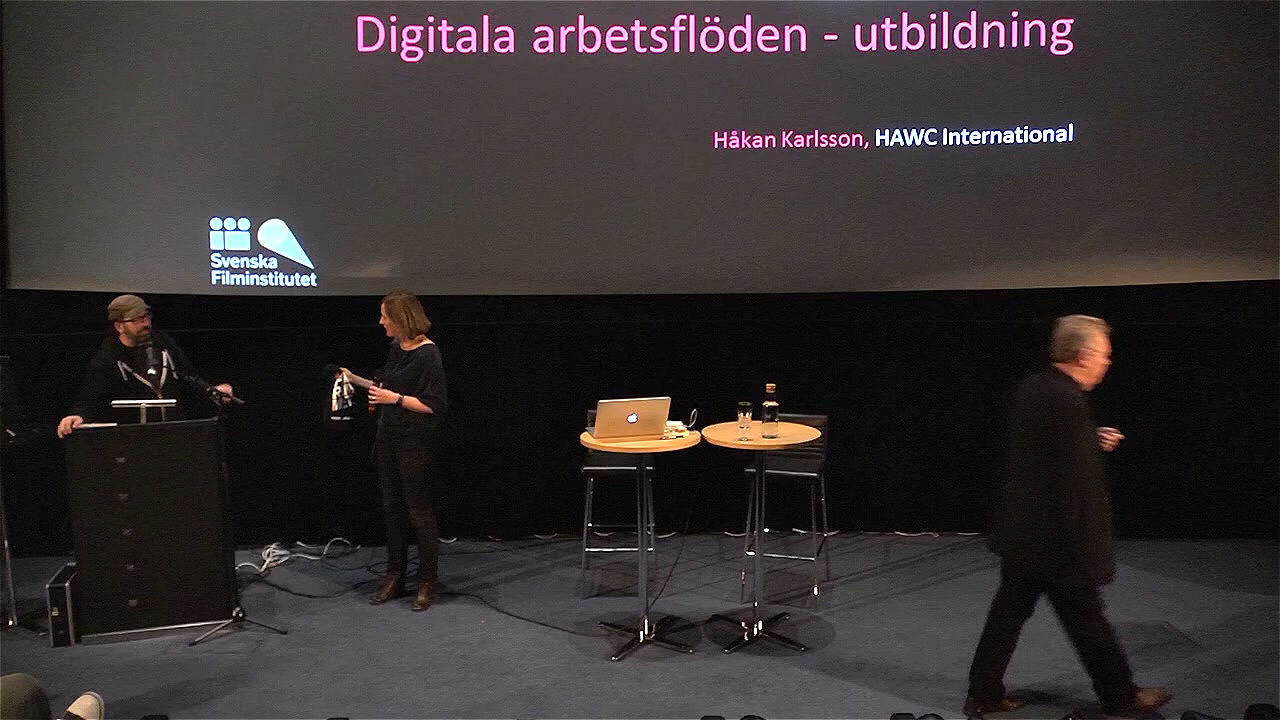 Digitala arbetsflöden - utbildning
Håkan Karlsson, HAWC International
Svenska
Filminstitutet